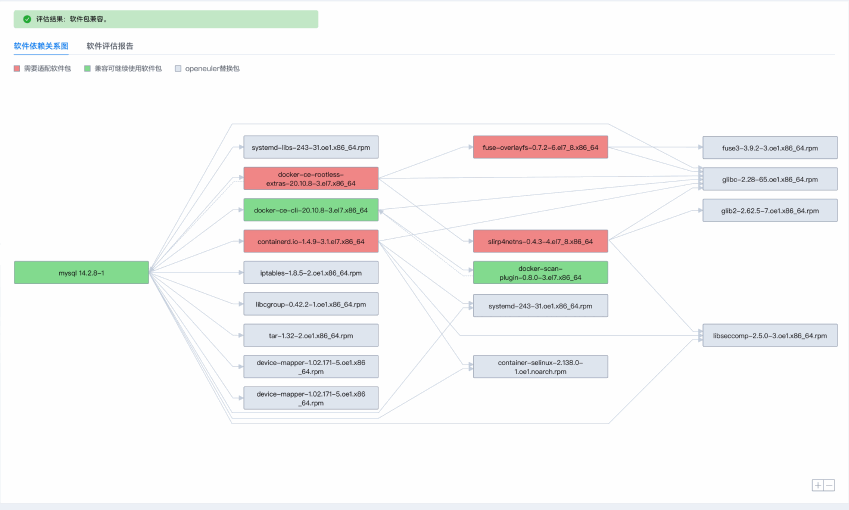 评估结果：软件包兼容。
软件依赖关系图
软件评估报告
需要适配软件包
兼容可继续使用软件包
openeuler替换包
systemd-libs-243-31.oe1.x86_64.rpm
fuse-overlayfs-0.7.2-6.el7_8.x86_64
fuse3-3.9.2-3.oe1.x86_64.rpm
docker-ce-rootless-
extras-20.10.8-3.el7.x86_64
glibc-2.28-65.oe1.x86_64.rpm
docker-ce-cli-20.10.8-3.el7.x86_64
glib2-2.62.5-7.oe1.x86_64.rpm
containerd.io-1.4.9-3.1.el7.x86_64
slirp4netns-0.4.3-4.el7_8.x86_64
mysql 14.2.8-1
iptables-1.8.5-2.oe1.x86_64.rpm
docker-scan-
plugin-0.8.0-3.el7.x86_64
libcgroup-0.42.2-1.oe1.x86_64.rpm
systemd-243-31.oe1.x86_64.rpm
tar-1.32-2.oe1.x86_64.rpm
libseccomp-2.5.0-3.oe1.x86_64.rpm
device-mapper-1.02.171-5.oe1.x86
_64.rpm
container-selinux-2.138.0-
1.oe1.noarch.rpm
device-mapper-1.02.171-5.oe1.x86
_64.rpm